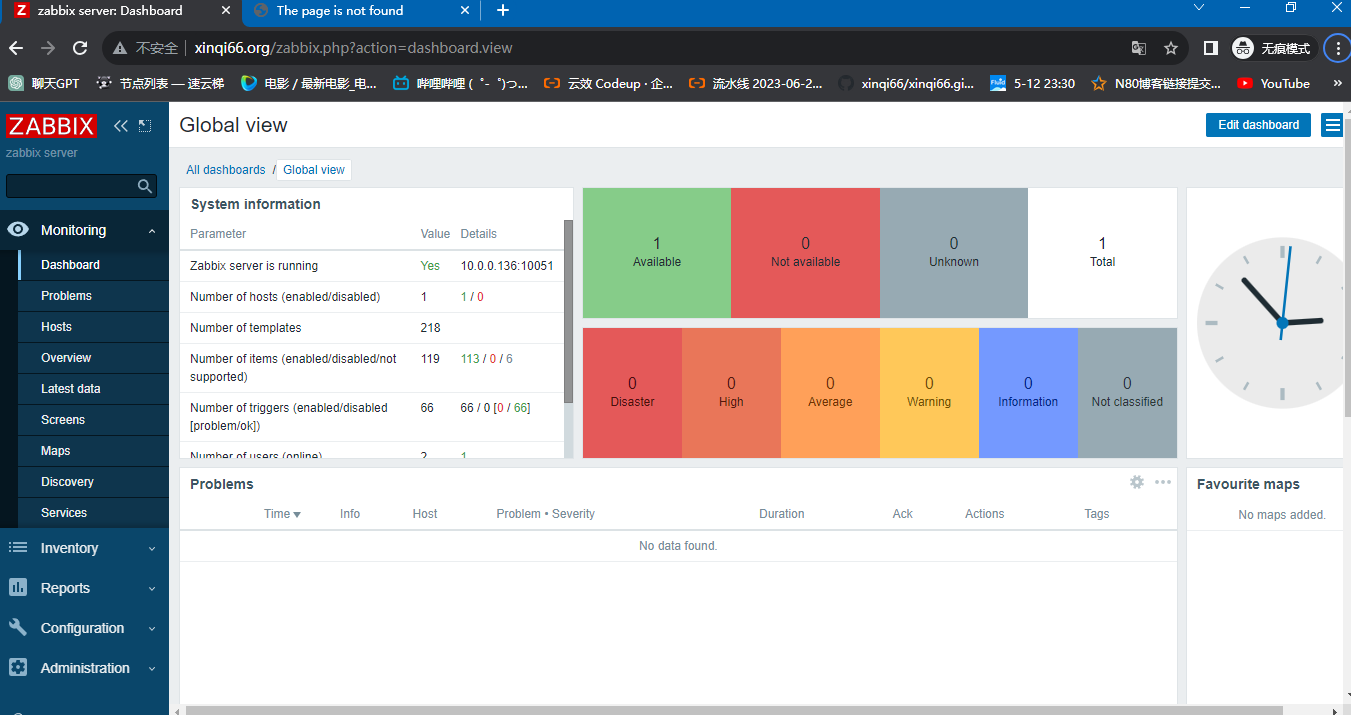 zabbix server: Dashboard
The page is not found
不安全 xinqi66.org/zabbix.php?action=dashboard.view 无痕模式
聊天GPT 节点列表 — 速云梯 电影 / 最新电影_电... 哔哩哔哩 ( ゜- ゜)つ... 云效 Codeup · 企... 流水线 2023-06-2... xinqi66/xinqi66.gi... 5-12 23:30 N80博客链接提交... YouTube »
ZABBIX
zabbix server
Monitoring
Dashboard
Problems
Hosts
Overview
Latest data
Screens
Maps
Discovery
Services
Inventory
Reports
Configuration
Administration
Global view
Edit dashboard
All dashboards / Global view
System information
Parameter Value Details
Zabbix server is running Yes 10.0.0.136:10051
Number of hosts (enabled/disabled) 1 1 / 0
Number of templates 218
Number of items (enabled/disabled/not supported) 119 113 / 0 / 6
Number of triggers (enabled/disabled [problem/ok]) 66 66 / 0 [0 / 66]
Number of users (online) 2 1
1 Available
0 Not available
0 Unknown
1 Total
0 Disaster
0 High
0 Average
0 Warning
0 Information
0 Not classified
Problems
Time Info Host Problem • Severity Duration Ack Actions Tags
No data found.
Favourite maps
No maps added.